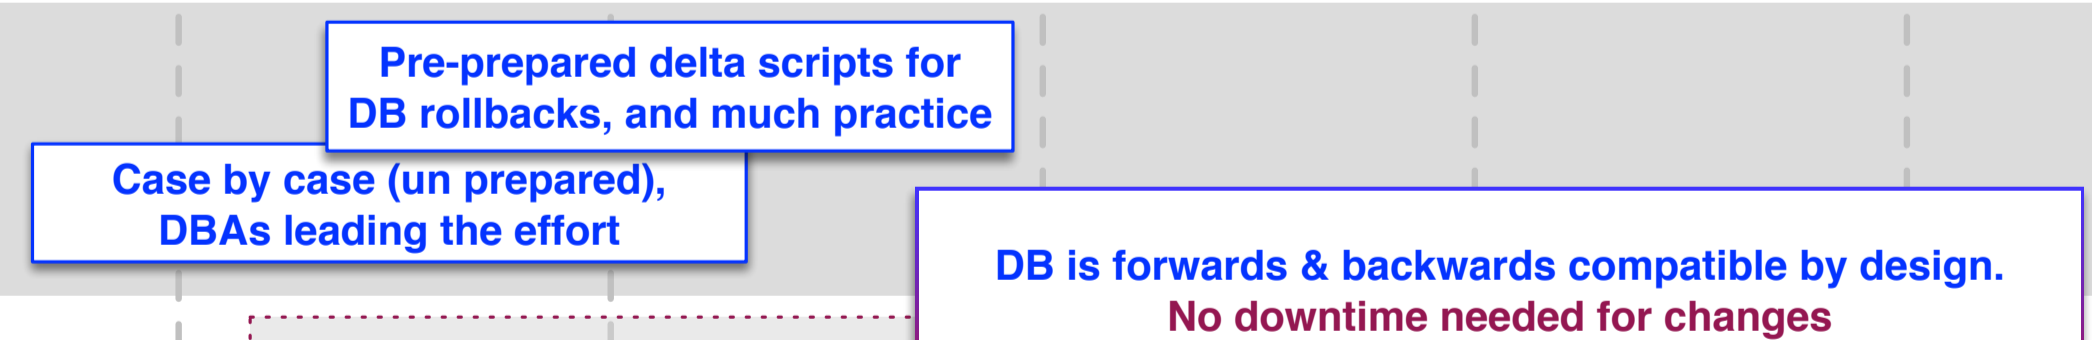 Pre-prepared delta scripts for
DB rollbacks, and much practice
Case by case (un prepared),
DBAs leading the effort
DB is forwards & backwards compatible by design.
No downtime needed for changes